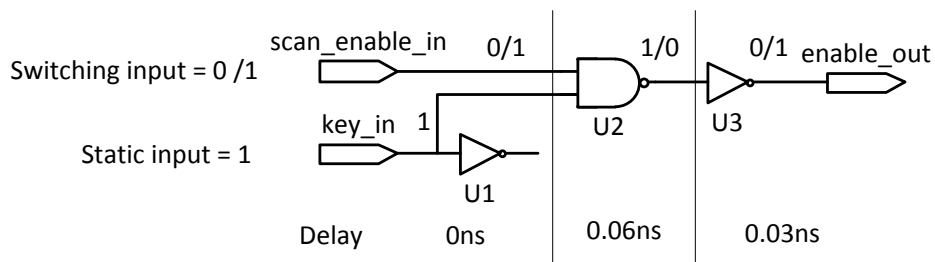 scan_enable_in
0/1
1/0
0/1
enable_out
Switching input = 0 /1
U2
U3
key_in
1
Static input = 1
U1
Delay
0ns
0.06ns
0.03ns